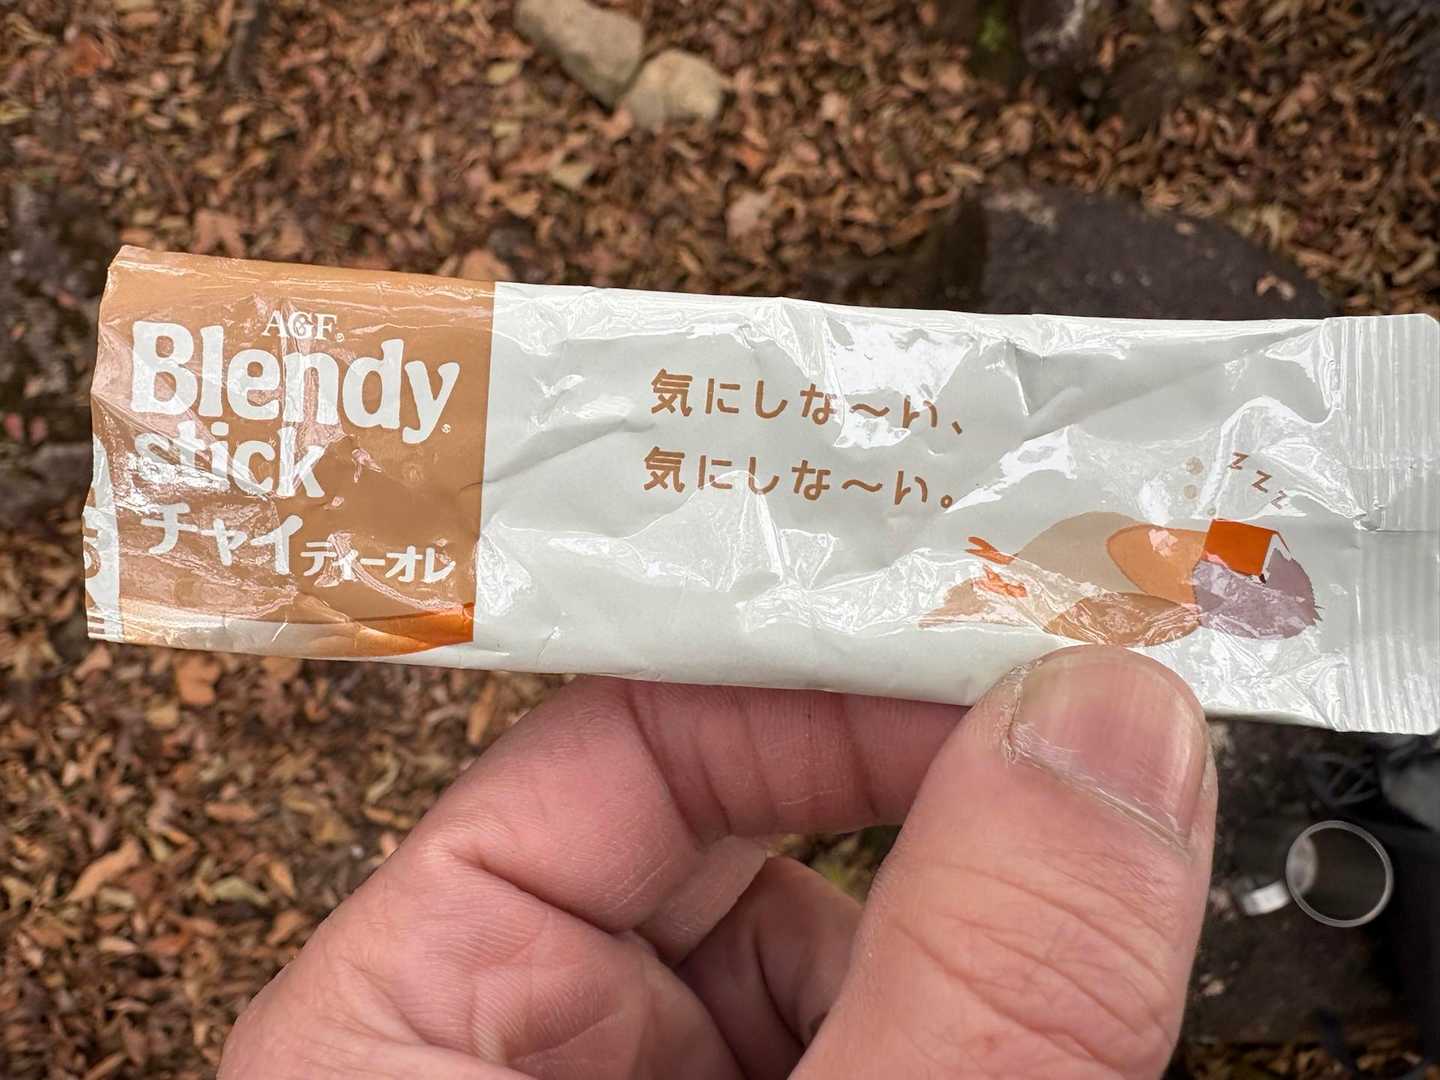 AGF®
Blendy®
stick
チャイティーオレ
気にしな〜い、
気にしな〜い。
z z z